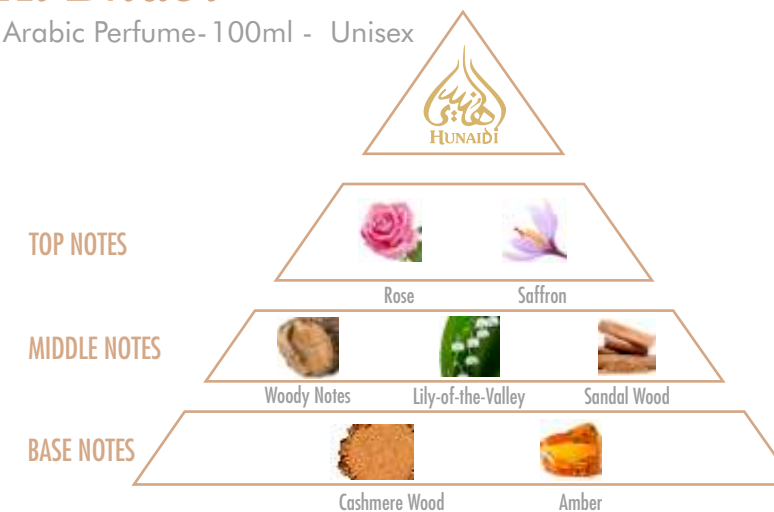 Arabic Perfume-100ml - Unisex
HUNAIDI
TOP NOTES
Rose Saffron
MIDDLE NOTES
Woody Notes Lily-of-the-Valley Sandal Wood
BASE NOTES
Cashmere Wood Amber